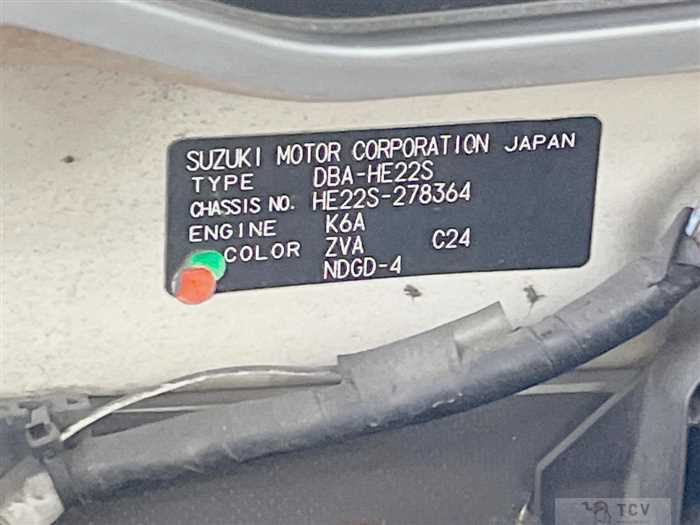 SUZUKI MOTOR CORPORATION JAPAN
TYPE DBA-HE22S
CHASSIS NO. HE22S-278364
ENGINE K6A
COLOR ZVA C24
NDGD-4
TCV